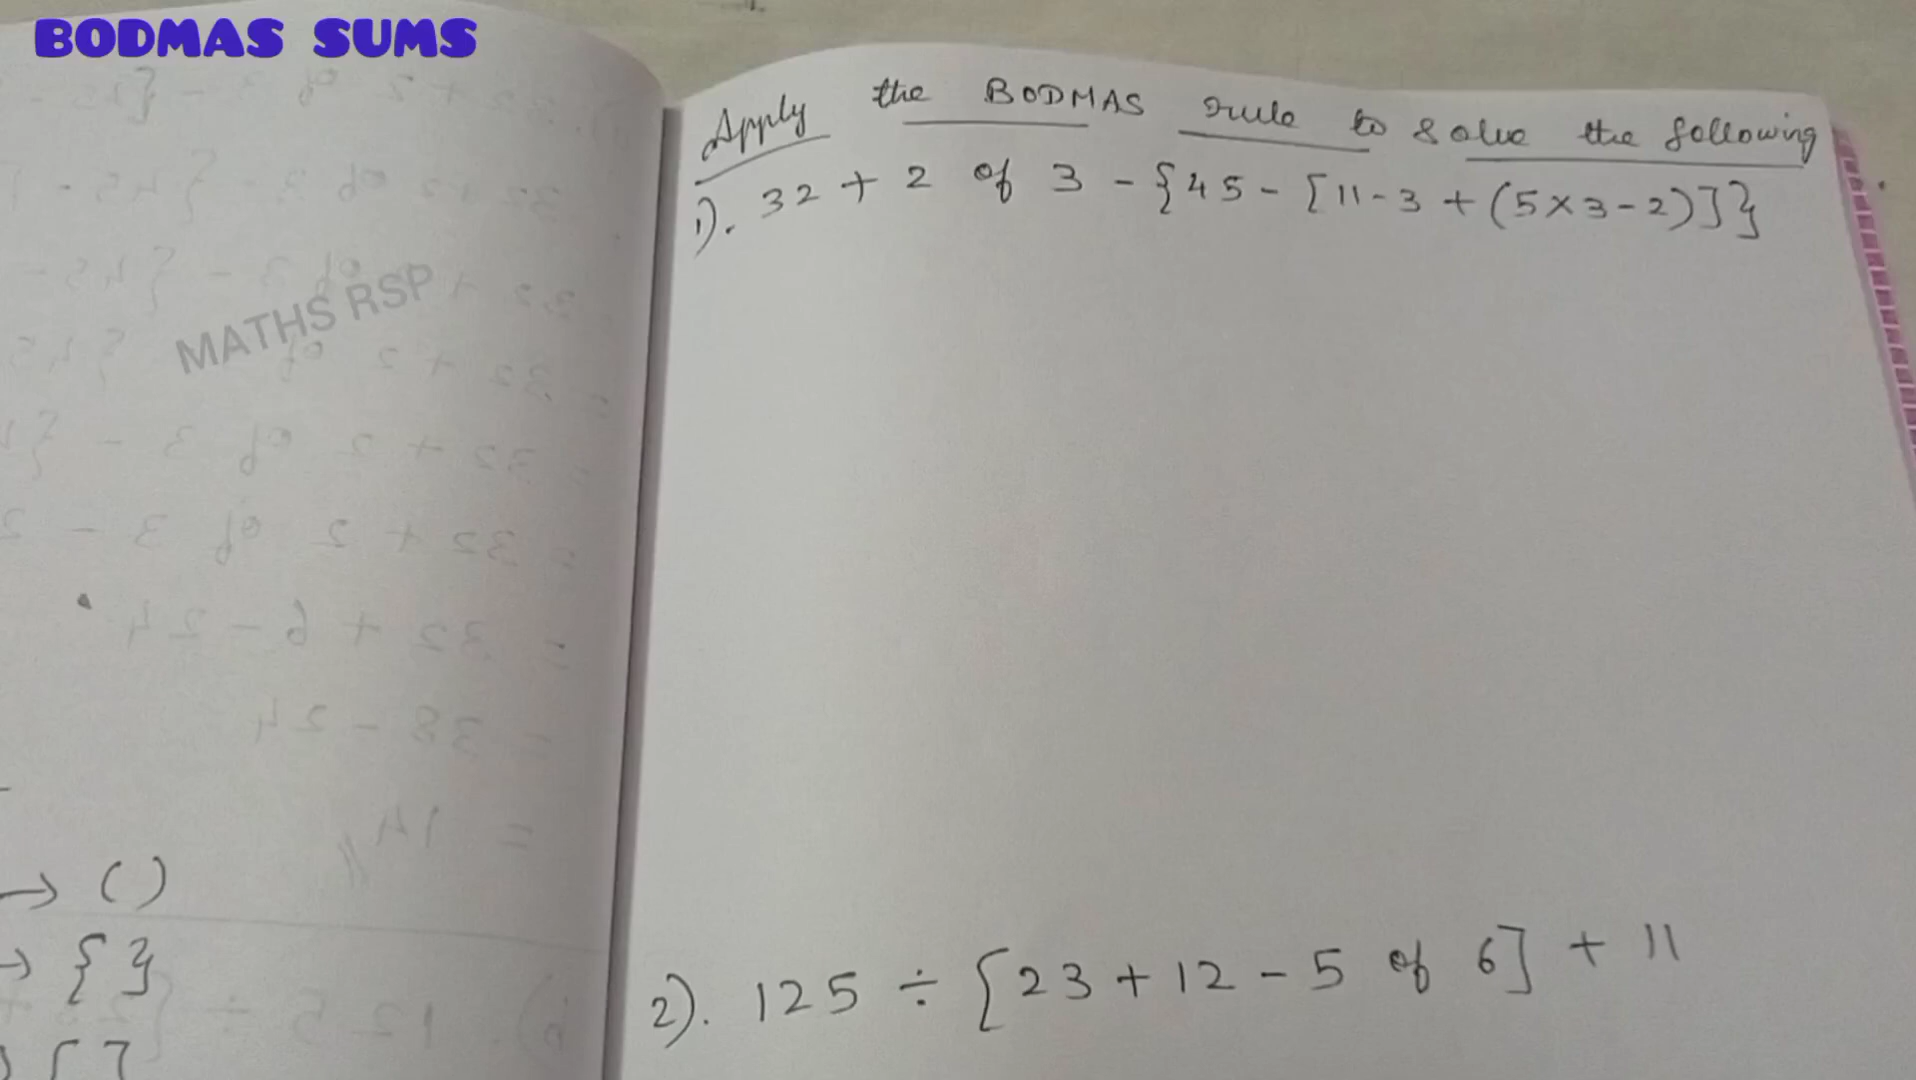 BODMAS SUMS
Apply the BODMAS rule to solve the following
1). 32 + 2 of 3 - {45 - [11 - 3 + (5 × 3 - 2)]}
MATHS RSP
→ ( )
→ { }
[ ]
2). 125 ÷ [23 + 12 - 5 of 6] + 11